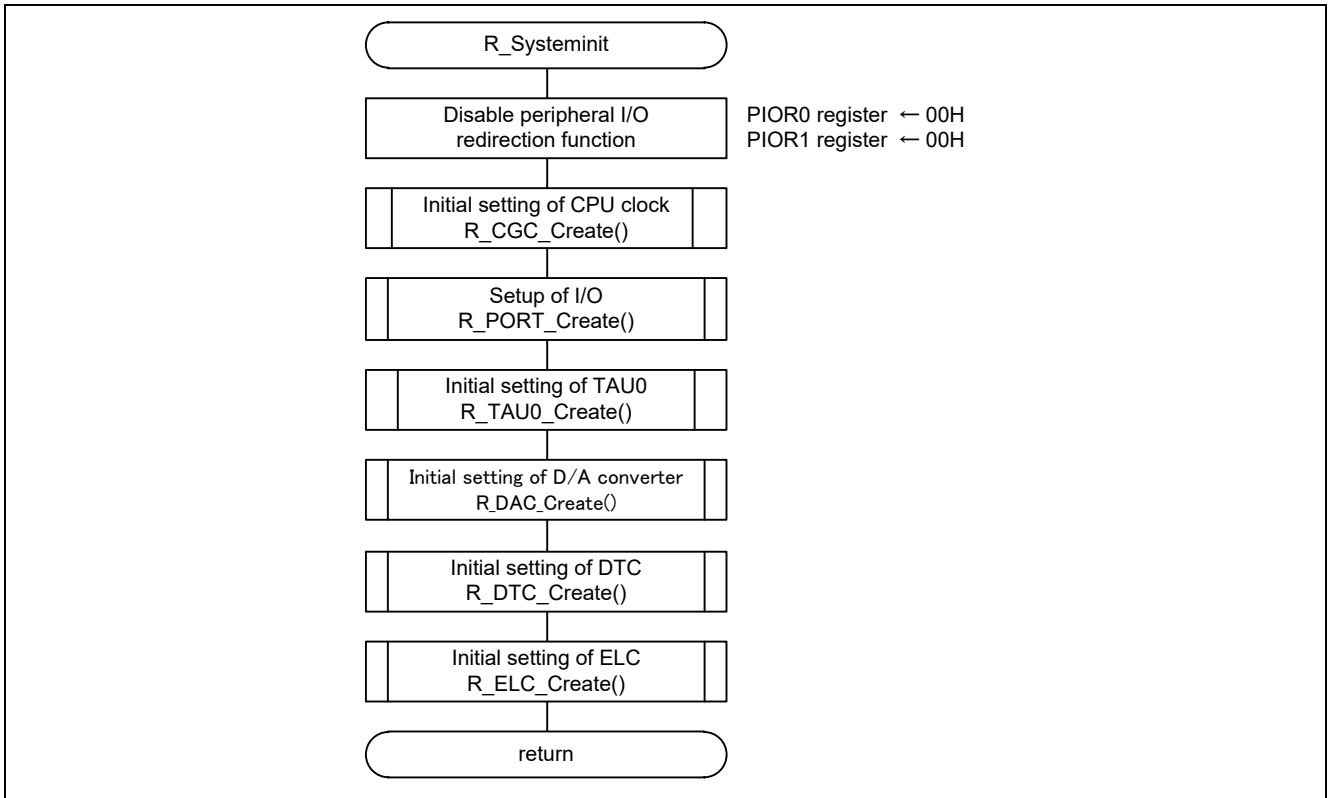 R_Systeminit
Disable peripheral I/O
redirection function
PIOR0 register ← 00H
PIOR1 register ← 00H
Initial setting of CPU clock
R_CGC_Create()
Setup of I/O
R_PORT_Create()
Initial setting of TAU0
R_TAU0_Create()
Initial setting of D/A converter
R_DAC_Create()
Initial setting of DTC
R_DTC_Create()
Initial setting of ELC
R_ELC_Create()
return